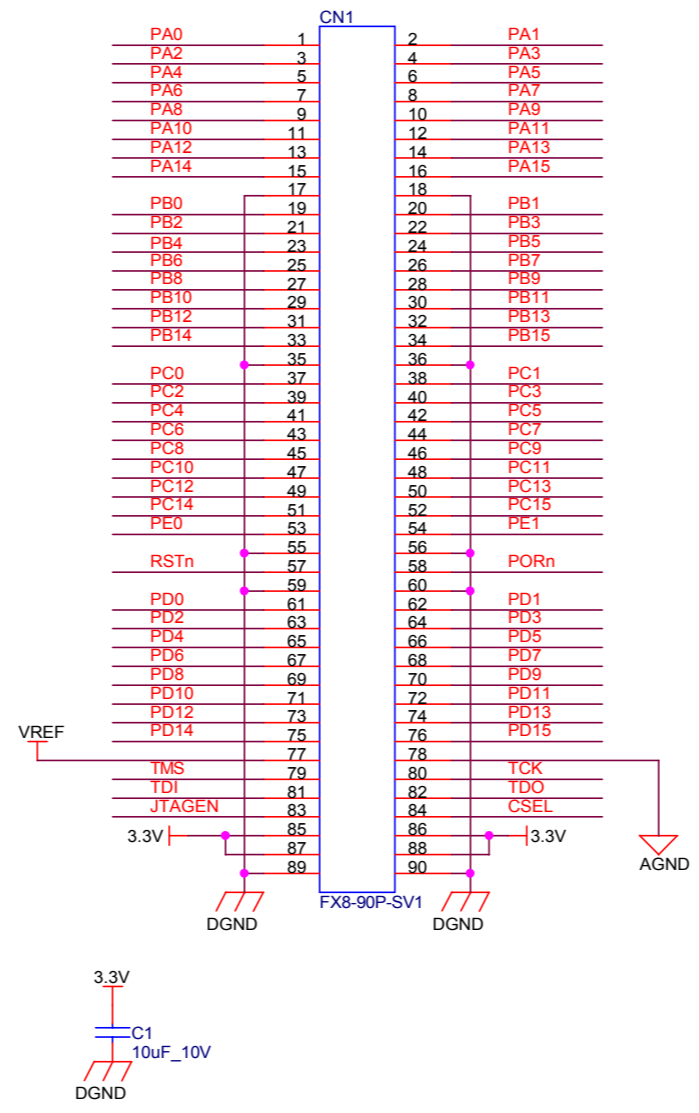 CN1
PA0 1 2 PA1
PA2 3 4 PA3
PA4 5 6 PA5
PA6 7 8 PA7
PA8 9 10 PA9
PA10 11 12 PA11
PA12 13 14 PA13
PA14 15 16 PA15
17 18
PB0 19 20 PB1
PB2 21 22 PB3
PB4 23 24 PB5
PB6 25 26 PB7
PB8 27 28 PB9
PB10 29 30 PB11
PB12 31 32 PB13
PB14 33 34 PB15
35 36
PC0 37 38 PC1
PC2 39 40 PC3
PC4 41 42 PC5
PC6 43 44 PC7
PC8 45 46 PC9
PC10 47 48 PC11
PC12 49 50 PC13
PC14 51 52 PC15
PE0 53 54 PE1
55 56
RSTn 57 58 PORn
59 60
PD0 61 62 PD1
PD2 63 64 PD3
PD4 65 66 PD5
PD6 67 68 PD7
PD8 69 70 PD9
PD10 71 72 PD11
PD12 73 74 PD13
PD14 75 76 PD15
VREF 77 78
TMS 79 80 TCK
TDI 81 82 TDO
JTAGEN 83 84 CSEL
3.3V 85 86 3.3V
87 88
AGND
89 90
FX8-90P-SV1
DGND DGND
3.3V
C1
10uF_10V
DGND